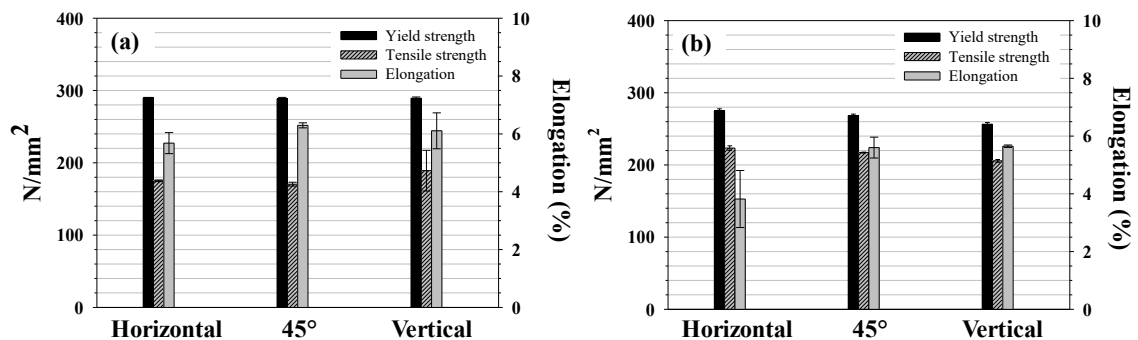 (a)
Yield strength
Tensile strength
Elongation
400
300
200
100
0
N/mm²
10
8
6
4
2
0
Elongation (%)
Horizontal 45° Vertical
(b)
Yield strength
Tensile strength
Elongation
400
300
200
100
0
N/mm²
10
8
6
4
2
0
Elongation (%)
Horizontal 45° Vertical